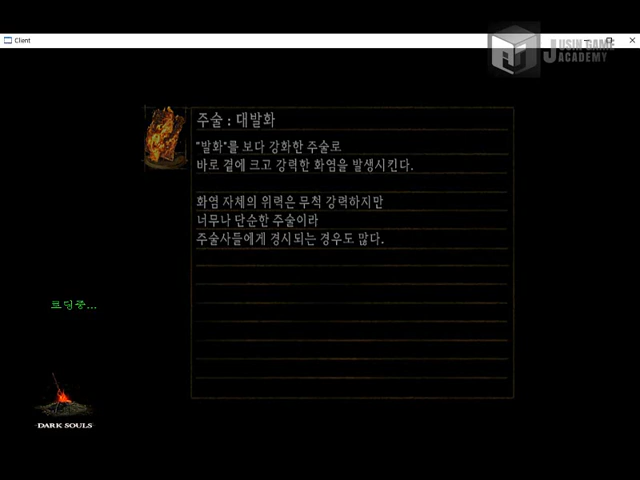 Client
JUSIN GAME
ACADEMY
주술 : 대발화
"발화"를 보다 강화한 주술로
바로 곁에 크고 강력한 화염을 발생시킨다.
화염 자체의 위력은 무척 강력하지만
너무나 단순한 주술이라
주술사들에게 경시되는 경우도 많다.
로딩중...
DARK SOULS